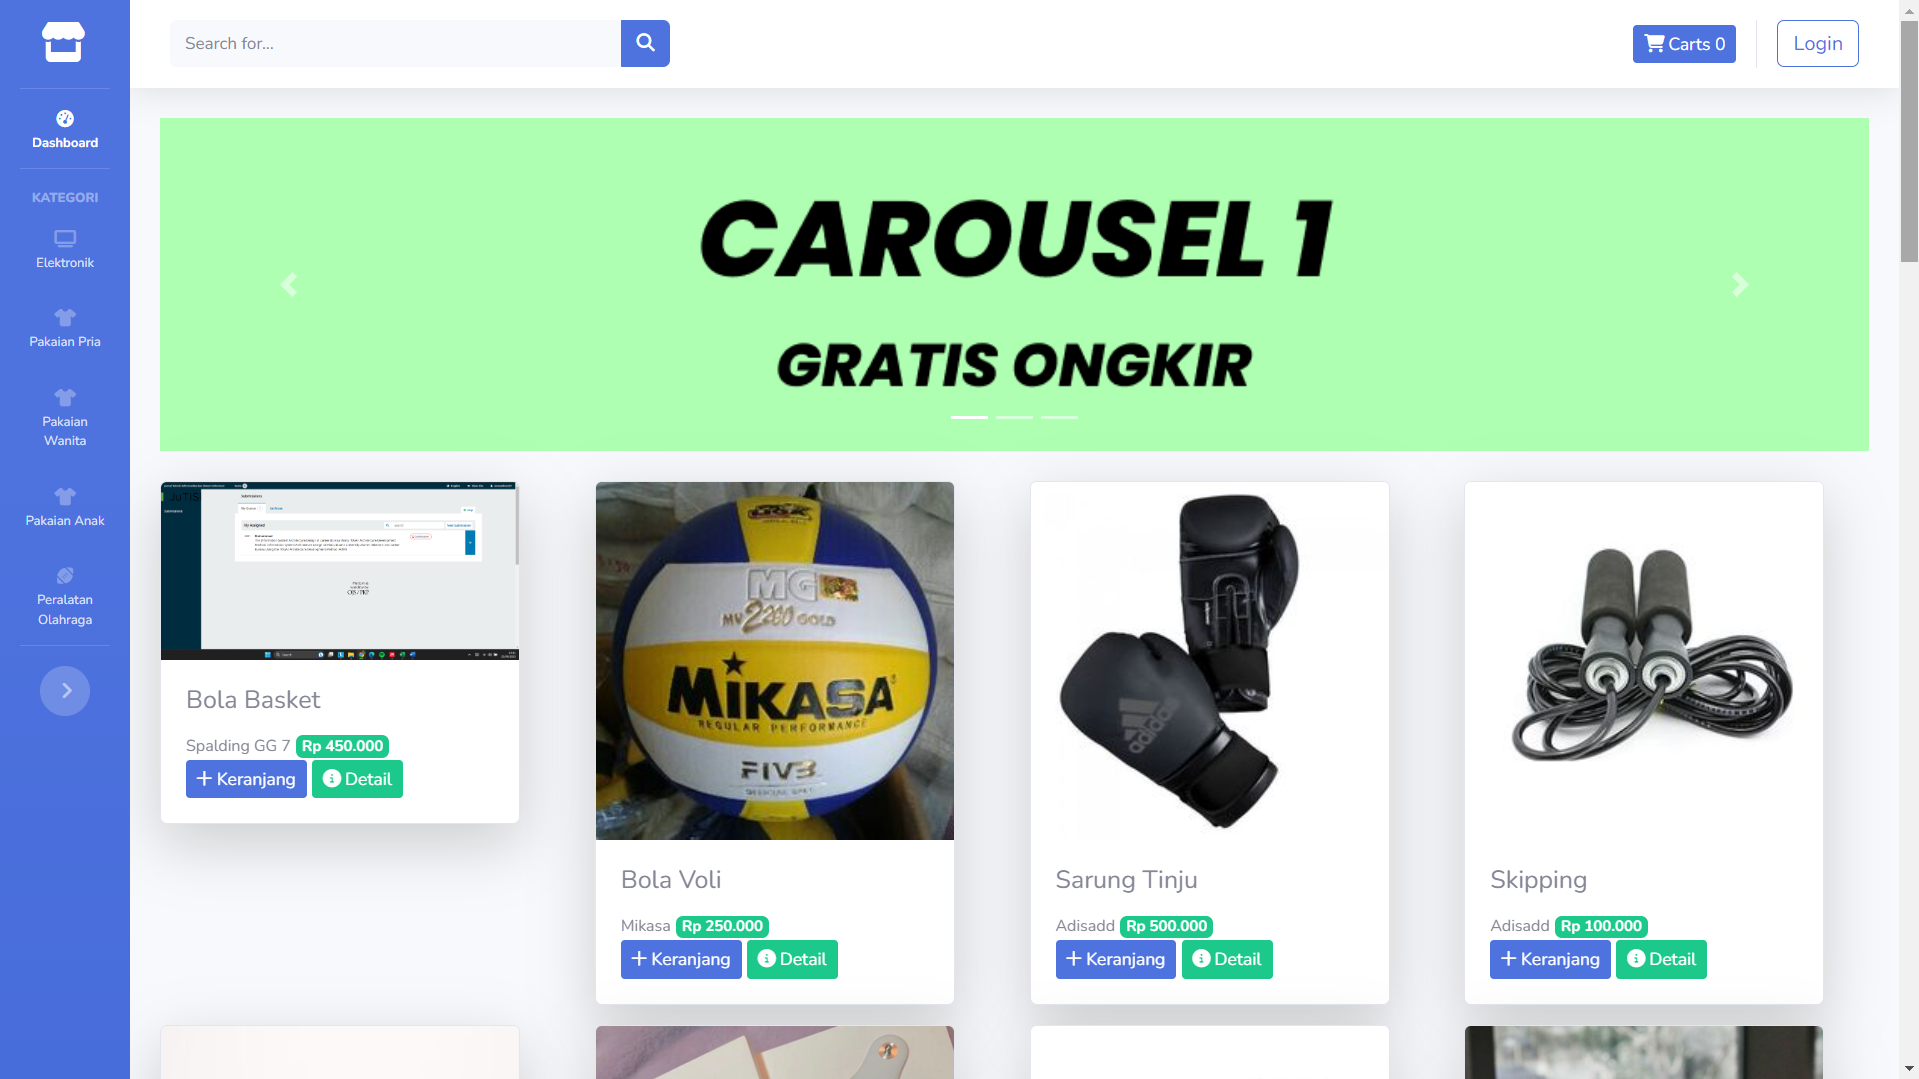 Search for...
Carts 0
Login
Dashboard
KATEGORI
Elektronik
Pakaian Pria
Pakaian
Wanita
Pakaian Anak
Peralatan
Olahraga
CAROUSEL 1
GRATIS ONGKIR
Bola Basket
Spalding GG 7 Rp 450.000
Keranjang
Detail
MG
MV 2200 GOLD
MIKASA
REGULAR PERFORMANCE
FIVB
Bola Voli
Mikasa Rp 250.000
Keranjang
Detail
adidas
Sarung Tinju
Adisadd Rp 500.000
Keranjang
Detail
Skipping
Adisadd Rp 100.000
Keranjang
Detail